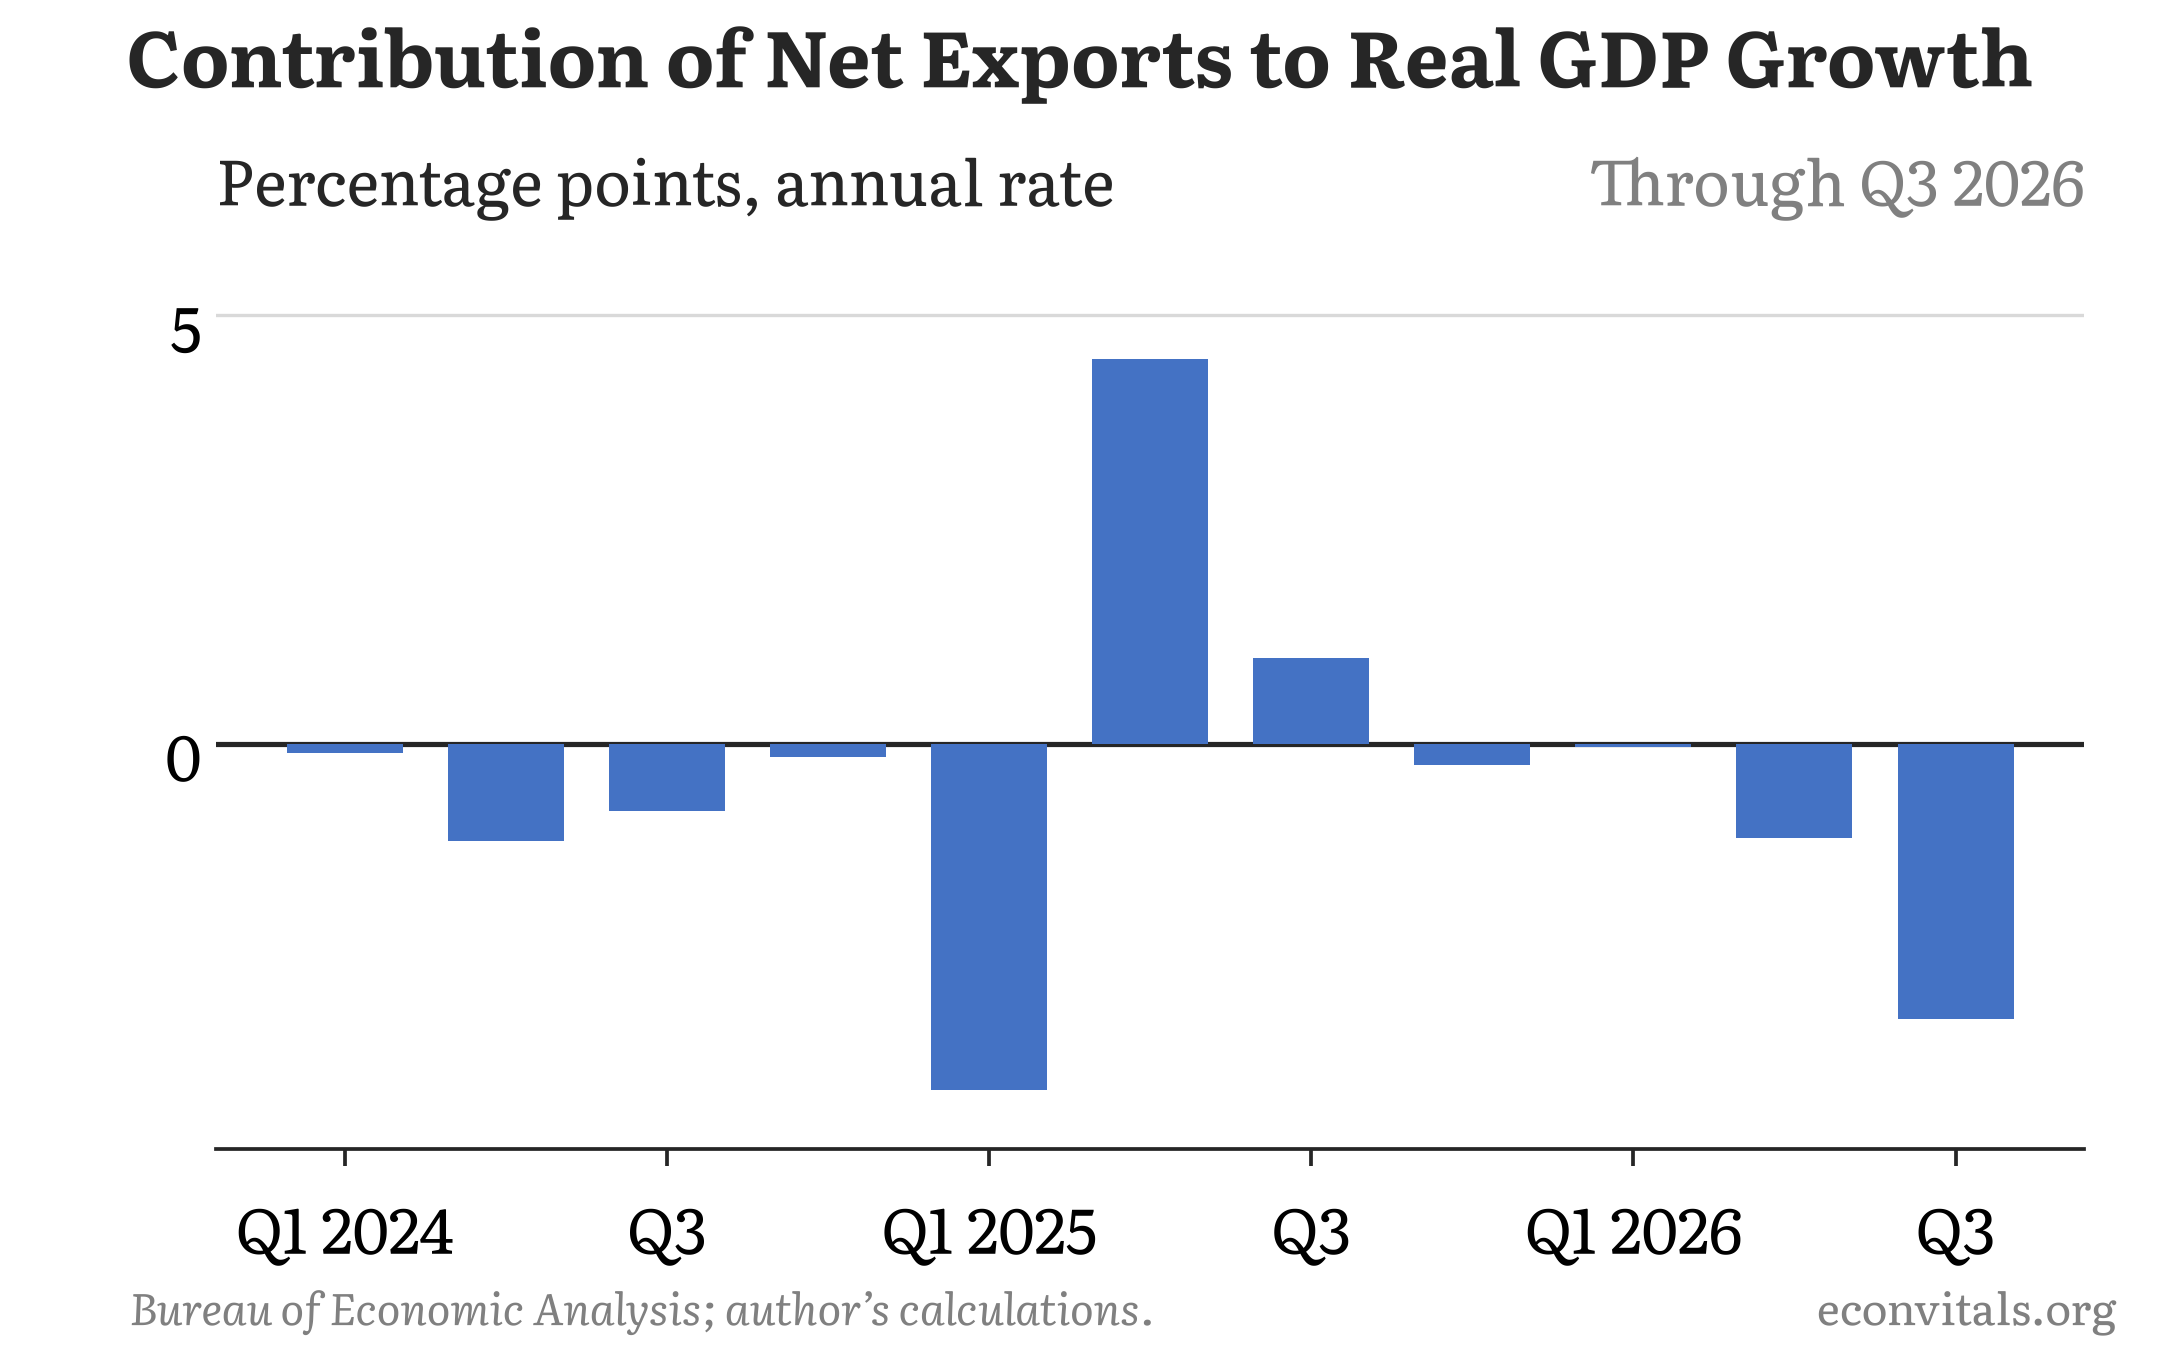 Contribution of Net Exports to Real GDP Growth
Percentage points, annual rate
Through Q3 2026
5
0
Q1 2024
Q3
Q1 2025
Q3
Q1 2026
Q3
Bureau of Economic Analysis; author’s calculations.
econvitals.org